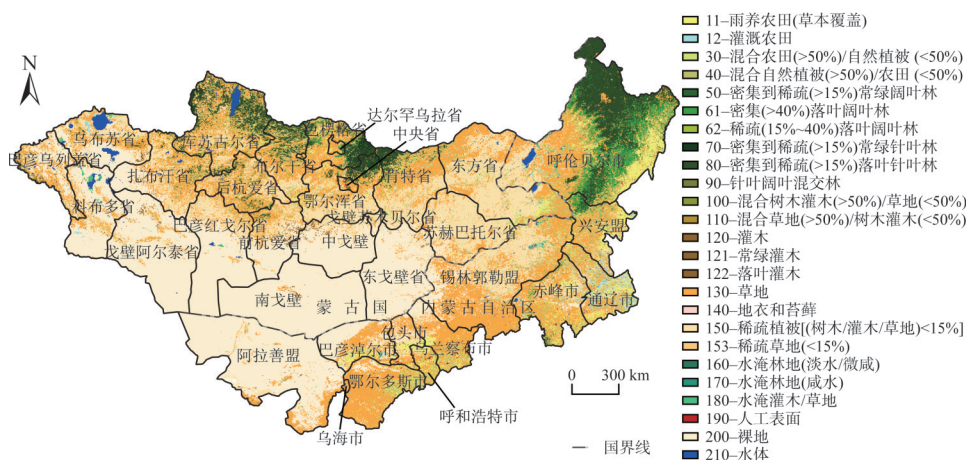 N
乌布苏省
巴彦乌列盖省
科布多省
扎布汗省
库苏古尔省
后杭爱省
布尔干省
色楞格省
达尔罕乌拉省
中央省
鄂尔浑省
肯特省
东方省
呼伦贝尔市
兴安盟
戈壁苏木贝尔省
苏赫巴托尔省
巴彦红戈尔省
前杭爱省
中戈壁
戈壁阿尔泰省
东戈壁省
锡林郭勒盟
赤峰市
通辽市
南戈壁
蒙古国
内蒙古自治区
包头市
阿拉善盟
巴彦淖尔市
乌兰察布市
鄂尔多斯市
呼和浩特市
乌海市
0 300 km
国界线
11–雨养农田(草本覆盖)
12–灌溉农田
30–混合农田(>50%)/自然植被 (<50%)
40–混合自然植被(>50%)/农田 (<50%)
50–密集到稀疏(>15%)常绿阔叶林
61–密集(>40%)落叶阔叶林
62–稀疏(15%~40%)落叶阔叶林
70–密集到稀疏(>15%)常绿针叶林
80–密集到稀疏(>15%)落叶针叶林
90–针叶阔叶混交林
100–混合树木灌木(>50%)/草地(<50%)
110–混合草地(>50%)/树木灌木(<50%)
120–灌木
121–常绿灌木
122–落叶灌木
130–草地
140–地衣和苔藓
150–稀疏植被[(树木/灌木/草地)<15%]
153–稀疏草地(<15%)
160–水淹林地(淡水/微咸)
170–水淹林地(咸水)
180–水淹灌木/草地
190–人工表面
200–裸地
210–水体